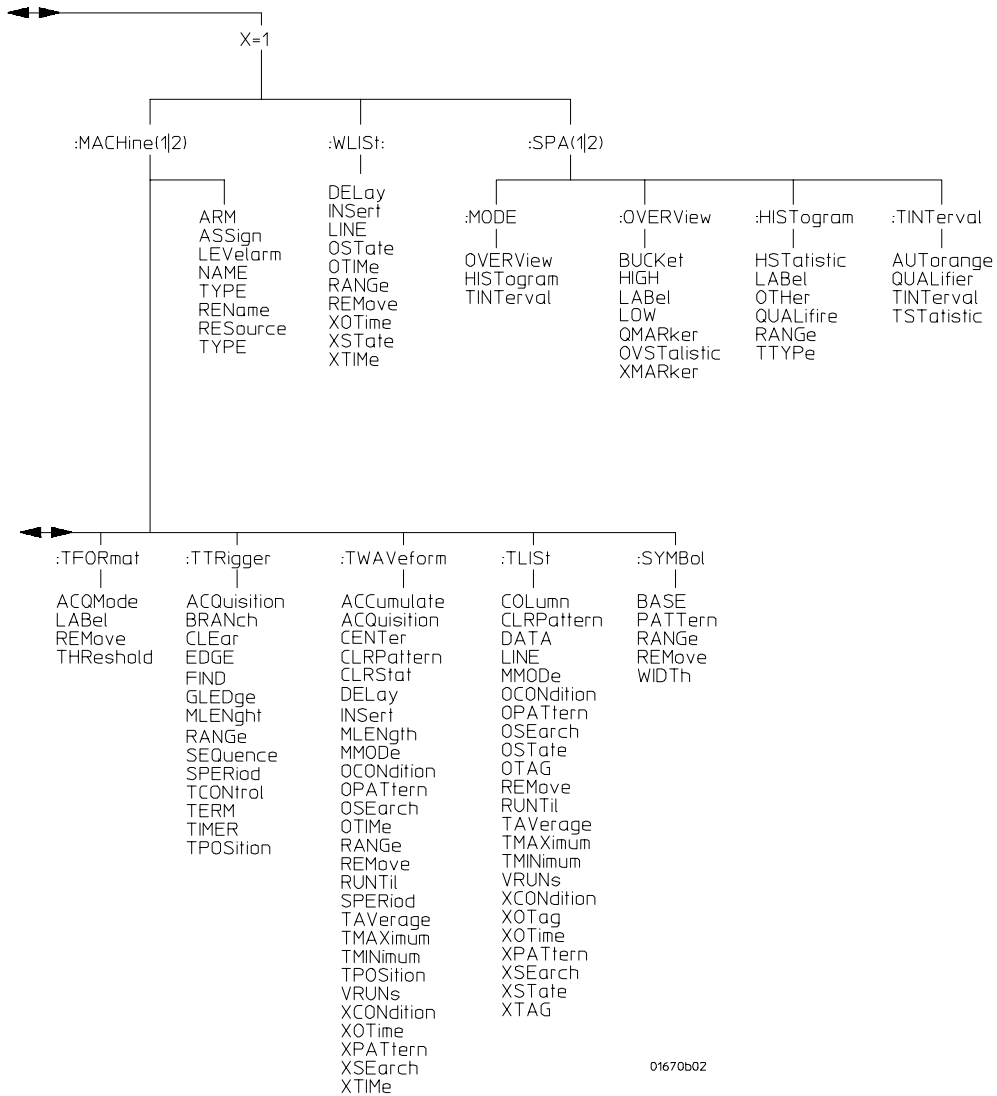 X=1
:MACHine(1|2)
:WLISt:
:SPA(1|2)
ARM
ASSign
LEVelarm
NAME
TYPE
REName
RESource
TYPE
DELay
INSert
LINE
OSTate
OTIMe
RANGe
REMove
XOTime
XSTate
XTIMe
:MODE
OVERView
HISTogram
TINTerval
:OVERView
BUCKet
HIGH
LABel
LOW
QMARker
OVSTalistic
XMARker
:HISTogram
HSTatistic
LABel
OTHer
QUALifire
RANGe
TTYPe
:TINTerval
AUTorange
QUALifier
TINTerval
TSTatistic
:TFORmat
ACQMode
LABel
REMove
THReshold
:TTRigger
ACQuisition
BRANch
CLEar
EDGE
FIND
GLEDge
MLENght
RANGe
SEQuence
SPERiod
TCONtrol
TERM
TIMER
TPOSition
:TWAVeform
ACCumulate
ACQuisition
CENTer
CLRPattern
CLRStat
DELay
INSert
MLENgth
MMODe
OCONdition
OPATtern
OSEarch
OTIMe
RANGe
REMove
RUNTil
SPERiod
TAVerage
TMAXimum
TMINimum
TPOSition
VRUNs
XCONdition
XOTime
XPATtern
XSEarch
XTIMe
:TLISt
COLumn
CLRPattern
DATA
LINE
MMODe
OCONdition
OPATtern
OSEarch
OSTate
OTAG
REMove
RUNTil
TAVerage
TMAXimum
TMINimum
VRUNs
XCONdition
XOTag
XOTime
XPATtern
XSEarch
XSTate
XTAG
:SYMBol
BASE
PATTern
RANGe
REMove
WIDTh
01670b02